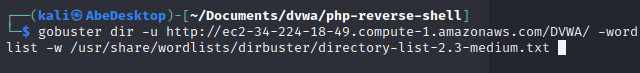 ┌──(kali㉿AbeDesktop)-[~/Documents/dvwa/php-reverse-shell]
└─$ gobuster dir -u http://ec2-34-224-18-49.compute-1.amazonaws.com/DVWA/ -word
list -w /usr/share/wordlists/dirbuster/directory-list-2.3-medium.txt